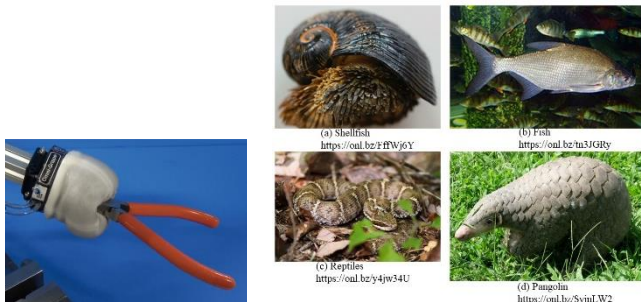 (a) Shellfish
https://onl.bz/FffWj6Y
(b) Fish
https://onl.bz/tn3JGRy
(c) Reptiles
https://onl.bz/y4jw34U
(d) Pangolin